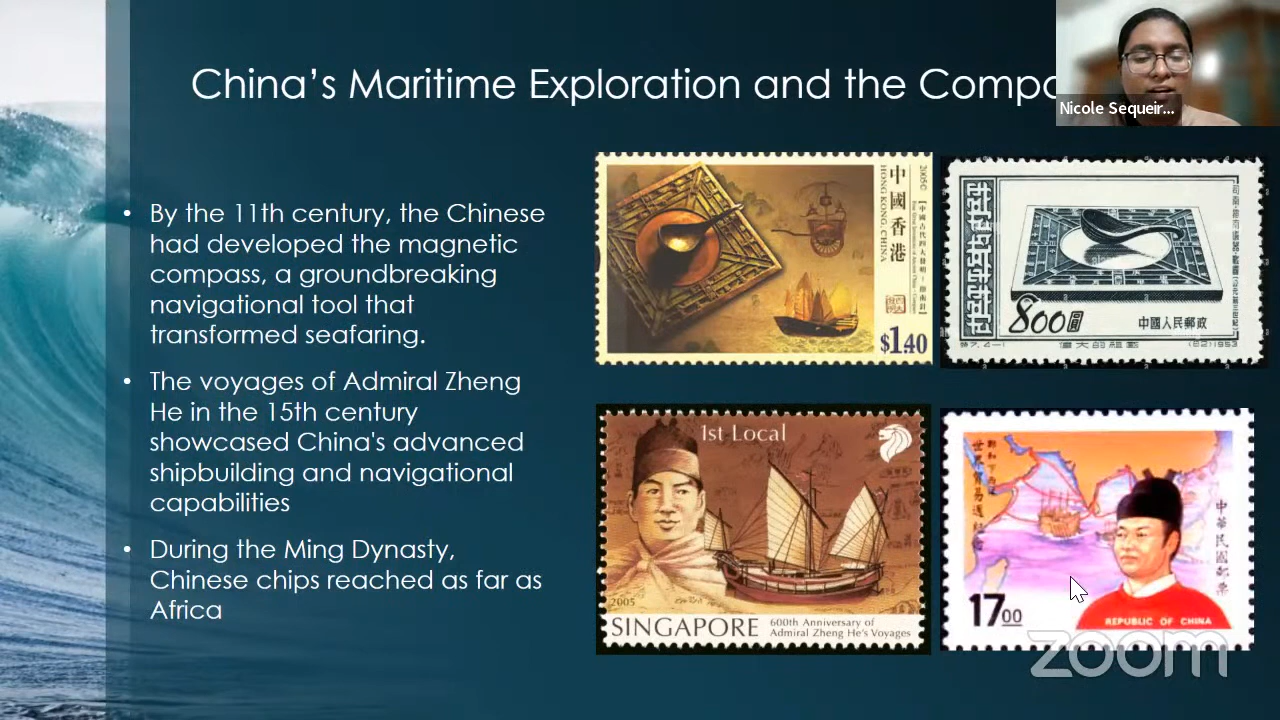 China's Maritime Exploration and the Compa
Nicole Sequeir...
• By the 11th century, the Chinese
had developed the magnetic
compass, a groundbreaking
navigational tool that
transformed seafaring.
• The voyages of Admiral Zheng
He in the 15th century
showcased China's advanced
shipbuilding and navigational
capabilities
• During the Ming Dynasty,
Chinese chips reached as far as
Africa
中國香港
HONG KONG, CHINA
$1.40
800圓
中國人民郵政
1st Local
2005
SINGAPORE
600th Anniversary of
Admiral Zheng He's Voyages
中華民國郵票
1700
REPUBLIC OF CHINA
zoom